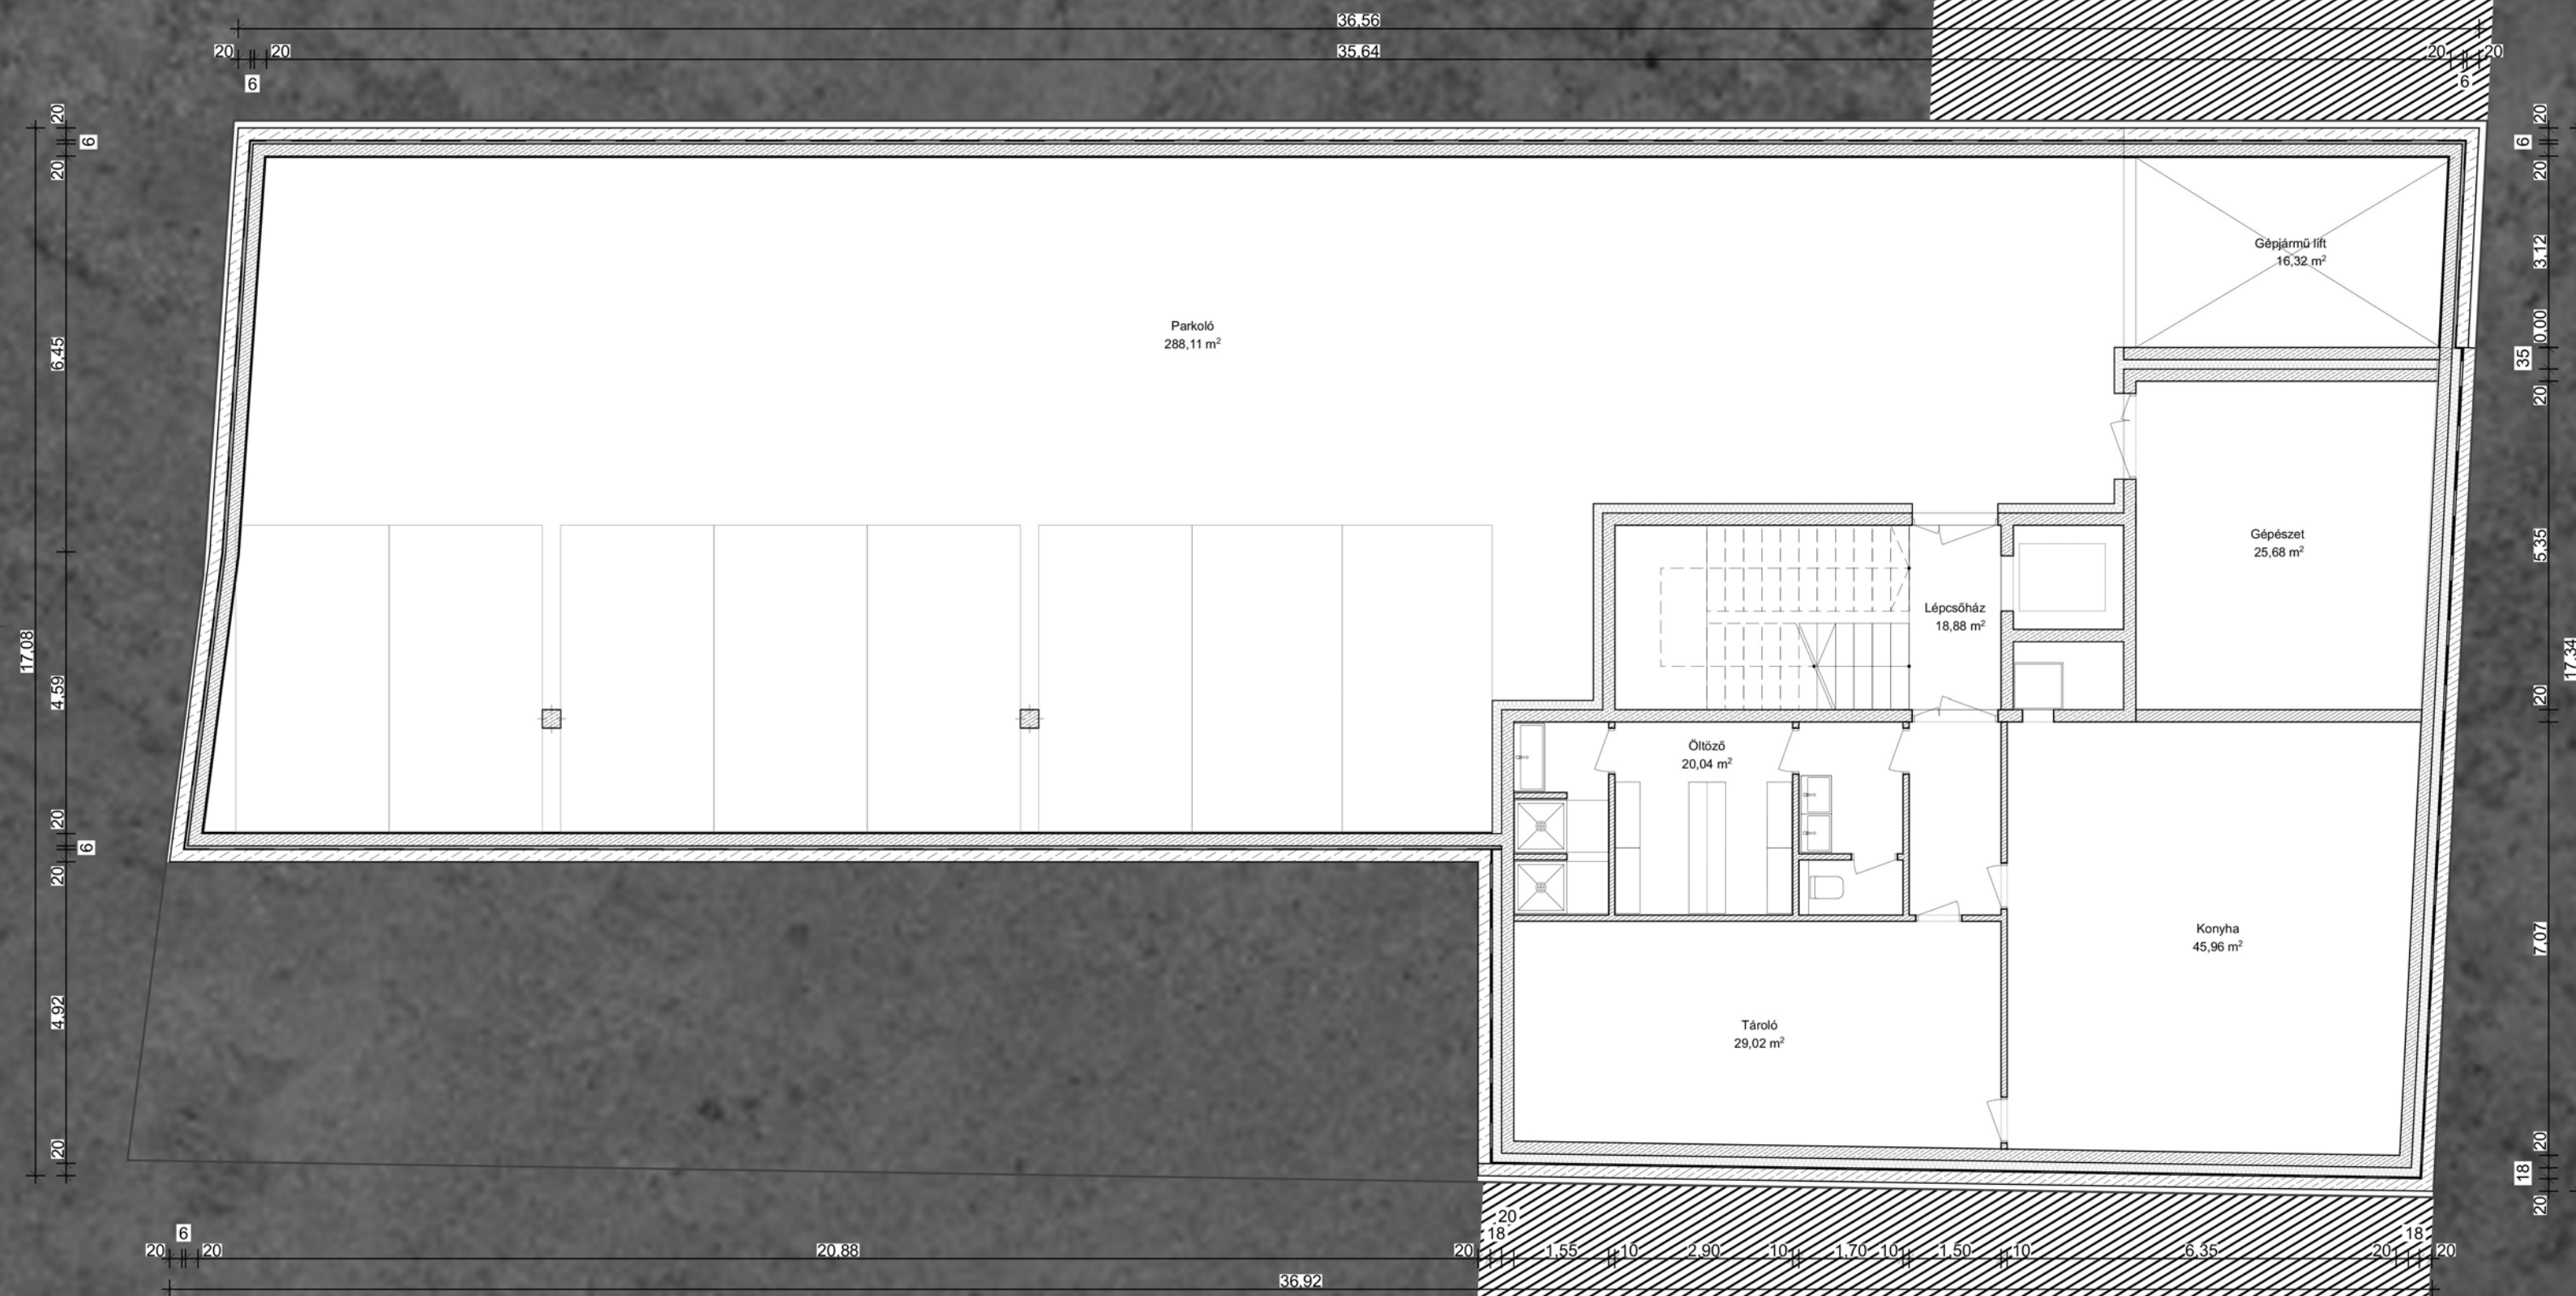 36.56
20 20 35.64 20 20
6 6
20 6 20 6.45 4.59 20 6 20 4.92 20
17.08
20 6 20 3.12 0.00 35 20 5.35 20 7.07 20 18 20
17.34
Gépjármű lift
16,32 m²
Parkoló
288,11 m²
Gépészet
25,68 m²
Lépcsőház
18,88 m²
Öltöző
20,04 m²
Konyha
45,96 m²
Tároló
29,02 m²
20 6 20 20.88 20 18 20 1,55 10 2,90 10 1,70 10 1,50 10 6,35 20 18 20
36.92